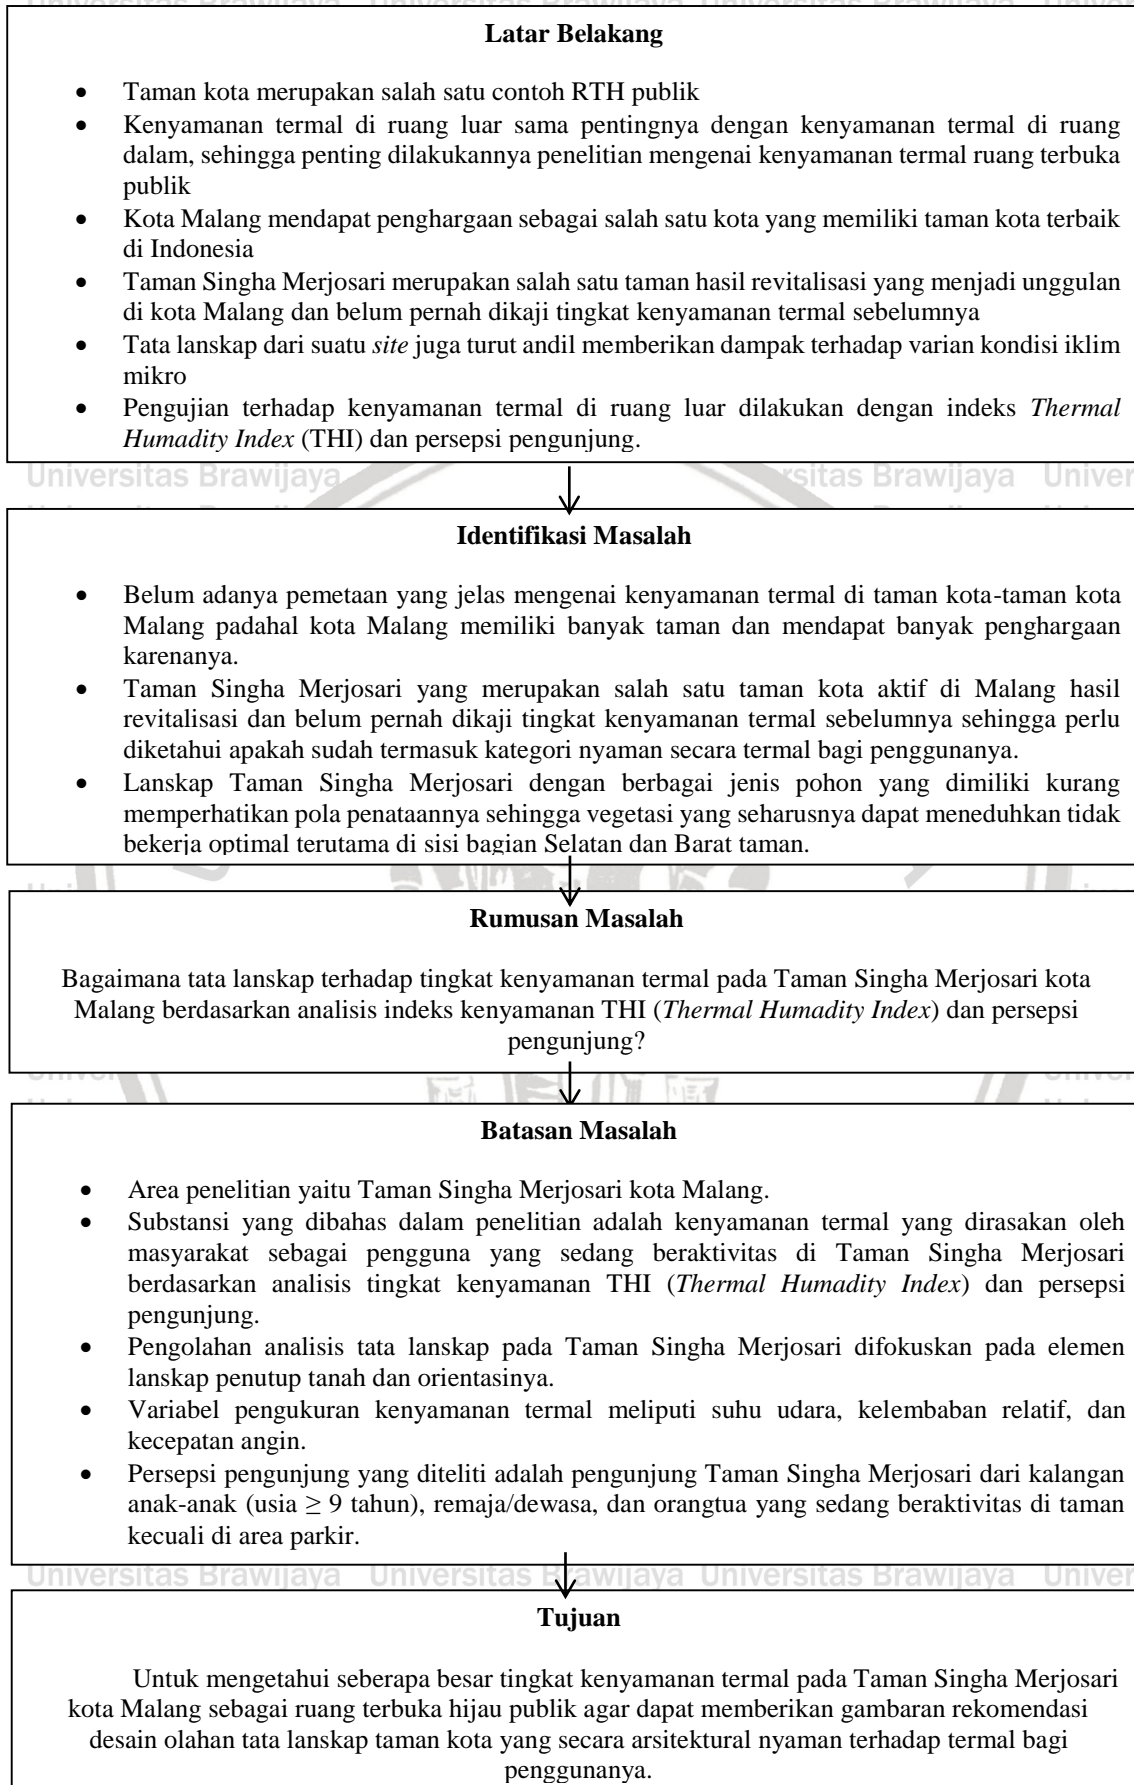 Latar Belakang
• Taman kota merupakan salah satu contoh RTH publik
• Kenyamanan termal di ruang luar sama pentingnya dengan kenyamanan termal di ruang
dalam, sehingga penting dilakukannya penelitian mengenai kenyamanan termal ruang terbuka
publik
• Kota Malang mendapat penghargaan sebagai salah satu kota yang memiliki taman kota terbaik
di Indonesia
• Taman Singha Merjosari merupakan salah satu taman hasil revitalisasi yang menjadi unggulan
di kota Malang dan belum pernah dikaji tingkat kenyamanan termal sebelumnya
• Tata lanskap dari suatu site juga turut andil memberikan dampak terhadap varian kondisi iklim
mikro
• Pengujian terhadap kenyamanan termal di ruang luar dilakukan dengan indeks Thermal
Humadity Index (THI) dan persepsi pengunjung.
Universitas Brawijaya rsitas Brawijaya Univer
Identifikasi Masalah
• Belum adanya pemetaan yang jelas mengenai kenyamanan termal di taman kota-taman kota
Malang padahal kota Malang memiliki banyak taman dan mendapat banyak penghargaan
karenanya.
• Taman Singha Merjosari yang merupakan salah satu taman kota aktif di Malang hasil
revitalisasi dan belum pernah dikaji tingkat kenyamanan termal sebelumnya sehingga perlu
diketahui apakah sudah termasuk kategori nyaman secara termal bagi penggunanya.
• Lanskap Taman Singha Merjosari dengan berbagai jenis pohon yang dimiliki kurang
memperhatikan pola penataannya sehingga vegetasi yang seharusnya dapat meneduhkan tidak
bekerja optimal terutama di sisi bagian Selatan dan Barat taman.
Rumusan Masalah
Bagaimana tata lanskap terhadap tingkat kenyamanan termal pada Taman Singha Merjosari kota
Malang berdasarkan analisis indeks kenyamanan THI (Thermal Humadity Index) dan persepsi
pengunjung?
Batasan Masalah
• Area penelitian yaitu Taman Singha Merjosari kota Malang.
• Substansi yang dibahas dalam penelitian adalah kenyamanan termal yang dirasakan oleh
masyarakat sebagai pengguna yang sedang beraktivitas di Taman Singha Merjosari
berdasarkan analisis tingkat kenyamanan THI (Thermal Humadity Index) dan persepsi
pengunjung.
• Pengolahan analisis tata lanskap pada Taman Singha Merjosari difokuskan pada elemen
lanskap penutup tanah dan orientasinya.
• Variabel pengukuran kenyamanan termal meliputi suhu udara, kelembaban relatif, dan
kecepatan angin.
• Persepsi pengunjung yang diteliti adalah pengunjung Taman Singha Merjosari dari kalangan
anak-anak (usia ≥ 9 tahun), remaja/dewasa, dan orangtua yang sedang beraktivitas di taman
kecuali di area parkir.
Universitas Brawijaya Universitas Brawijaya Universitas Brawijaya Univer
Tujuan
Untuk mengetahui seberapa besar tingkat kenyamanan termal pada Taman Singha Merjosari
kota Malang sebagai ruang terbuka hijau publik agar dapat memberikan gambaran rekomendasi
desain olahan tata lanskap taman kota yang secara arsitektural nyaman terhadap termal bagi
penggunanya.